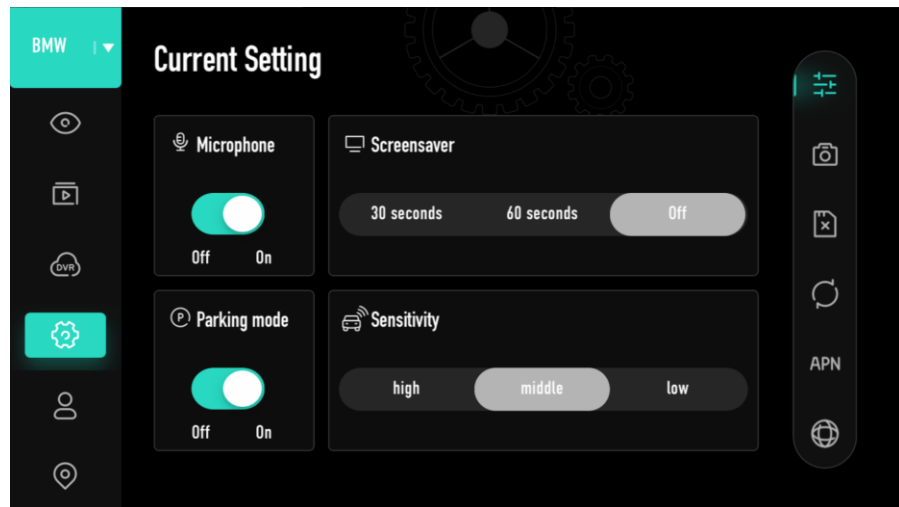 BMW
Current Setting
Microphone
Off On
Screensaver
30 seconds 60 seconds Off
DVR
P Parking mode
Off On
Sensitivity
high middle low
APN